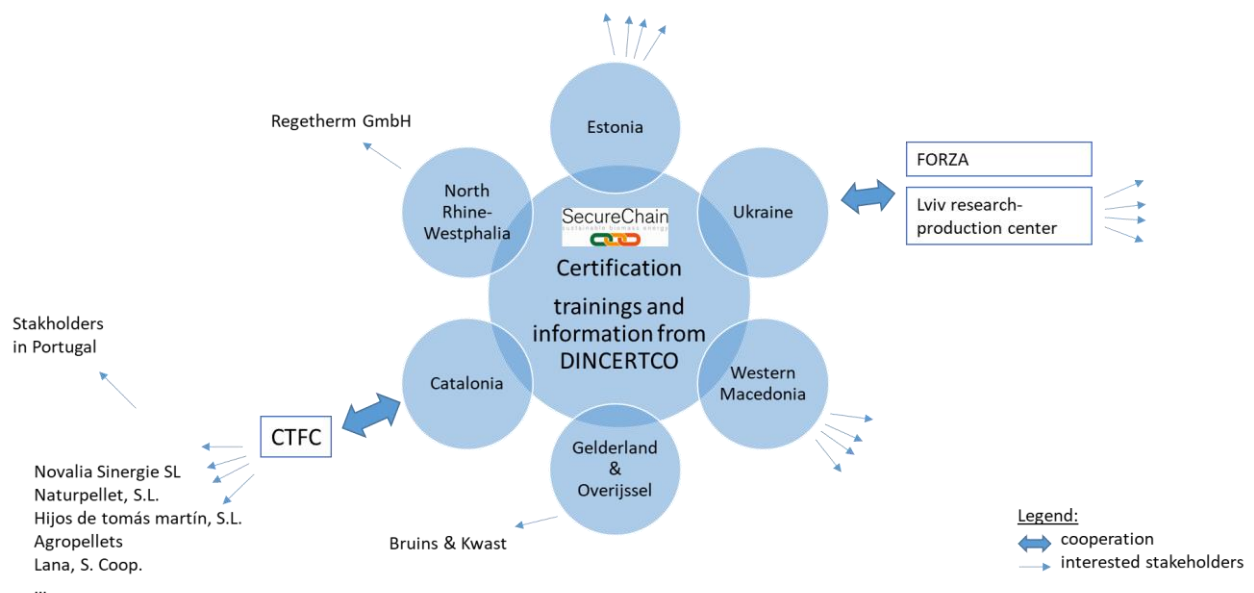 Estonia
Regetherm GmbH
North
Rhine-
Westphalia
Ukraine
FORZA
Lviv research-
production center
SecureChain
sustainable biomass energy
Certification
trainings and
information from
DINCERTCO
Stakholders
in Portugal
Catalonia
Western
Macedonia
CTFC
Gelderland
&
Overijssel
Novalia Sinergie SL
Naturpellet, S.L.
Hijos de tomás martín, S.L.
Agropellets
Lana, S. Coop.
...
Bruins & Kwast
Legend:
cooperation
interested stakeholders